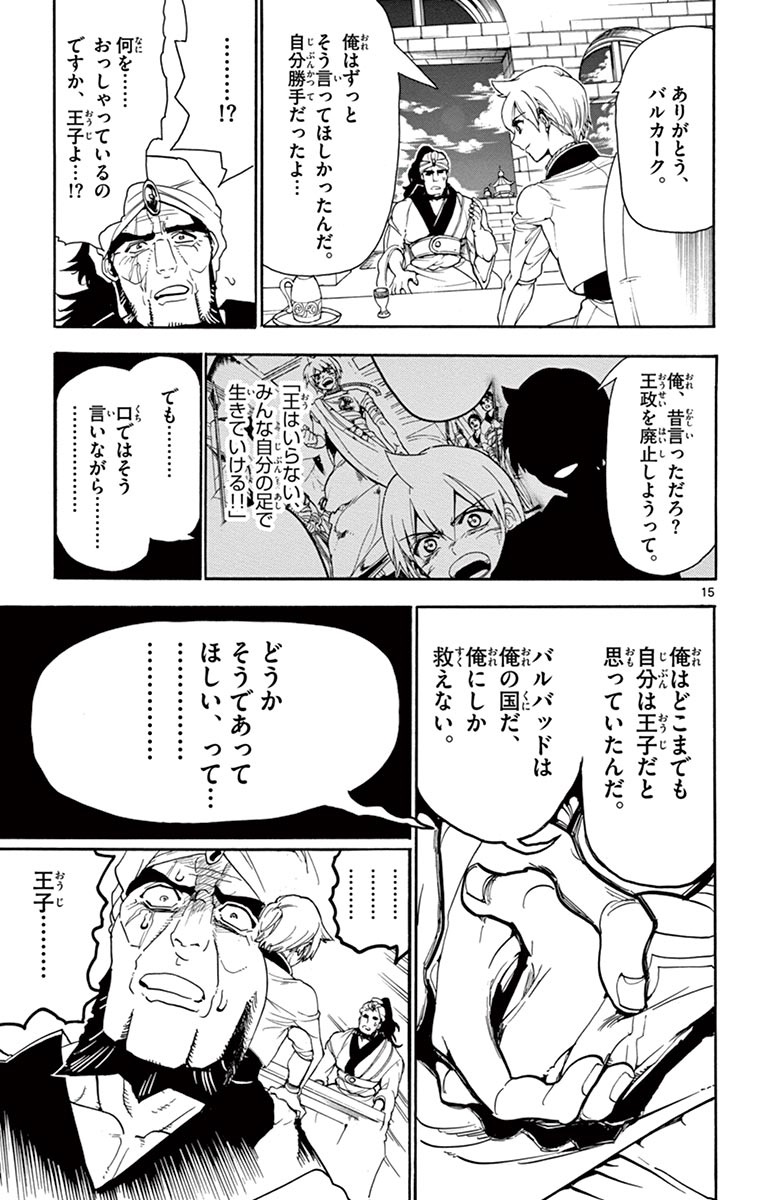 ありがとう、
バルカーク。
俺はずっと
そう言ってほしかったんだ。
自分勝手だったよ…
………!?
何を……
おっしゃっているの
ですか、王子よ…!?
俺、昔言っただろ？
王政を廃止しようって。
「王はいらない、
みんな自分の足で
生きていける!!」
でも………
口ではそう
言いながら………
…………
15
俺はどこまでも
自分は王子だと
思っていたんだ。
バルバッドは
俺の国だ、
俺にしか
救えない。
どうか
そうであって
ほしい、って…
…………
…………
王子………